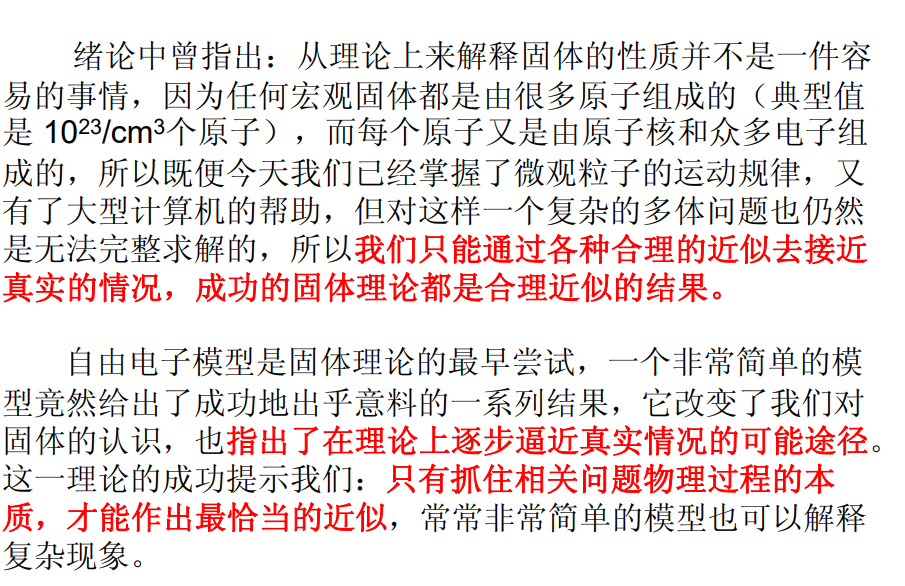 绪论中曾指出：从理论上来解释固体的性质并不是一件容
易的事情，因为任何宏观固体都是由很多原子组成的（典型值
是 10²³/cm³个原子），而每个原子又是由原子核和众多电子组
成的，所以既便今天我们已经掌握了微观粒子的运动规律，又
有了大型计算机的帮助，但对这样一个复杂的多体问题也仍然
是无法完整求解的，所以我们只能通过各种合理的近似去接近
真实的情况，成功的固体理论都是合理近似的结果。
自由电子模型是固体理论的最早尝试，一个非常简单的模
型竟然给出了成功地出乎意料的一系列结果，它改变了我们对
固体的认识，也指出了在理论上逐步逼近真实情况的可能途径。
这一理论的成功提示我们：只有抓住相关问题物理过程的本
质，才能作出最恰当的近似，常常非常简单的模型也可以解释
复杂现象。